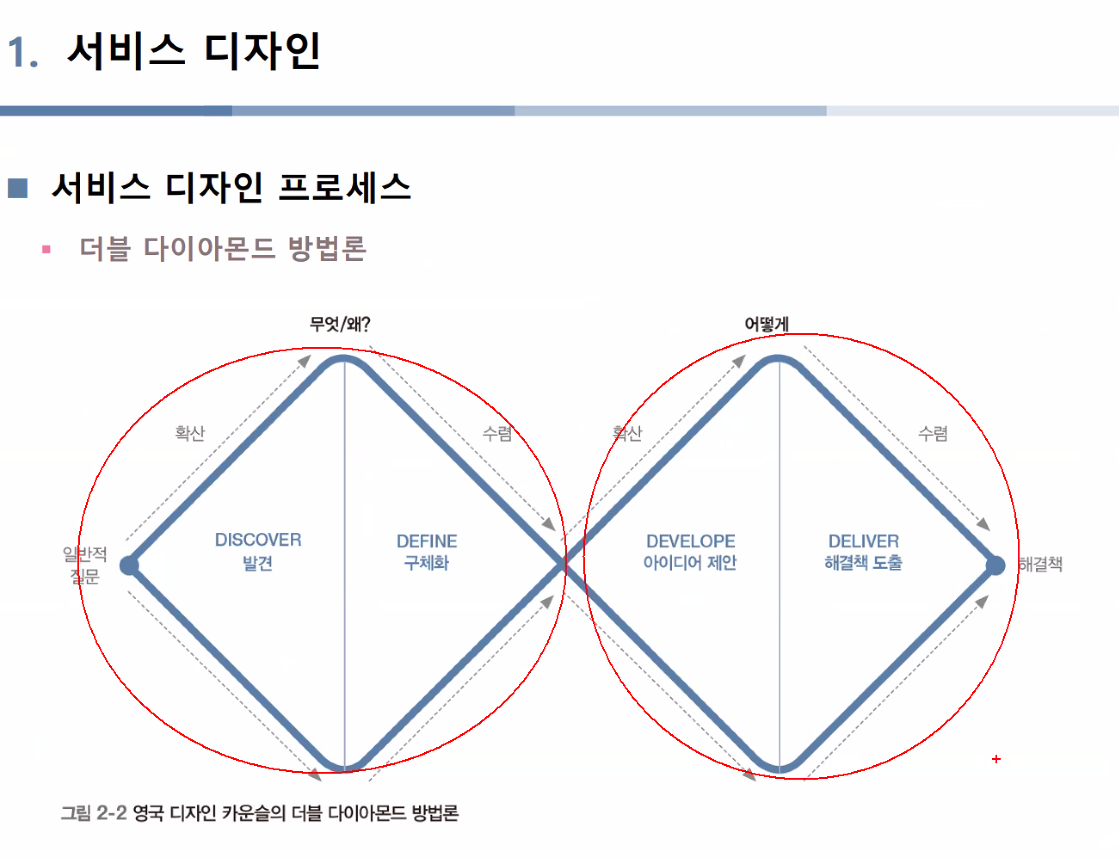 1. 서비스 디자인
서비스 디자인 프로세스
더블 다이아몬드 방법론
무엇/왜?
어떻게
확산
수렴
확산
수렴
일반적
질문
DISCOVER
발견
DEFINE
구체화
DEVELOPE
아이디어 제안
DELIVER
해결책 도출
해결책
그림 2-2 영국 디자인 카운슬의 더블 다이아몬드 방법론